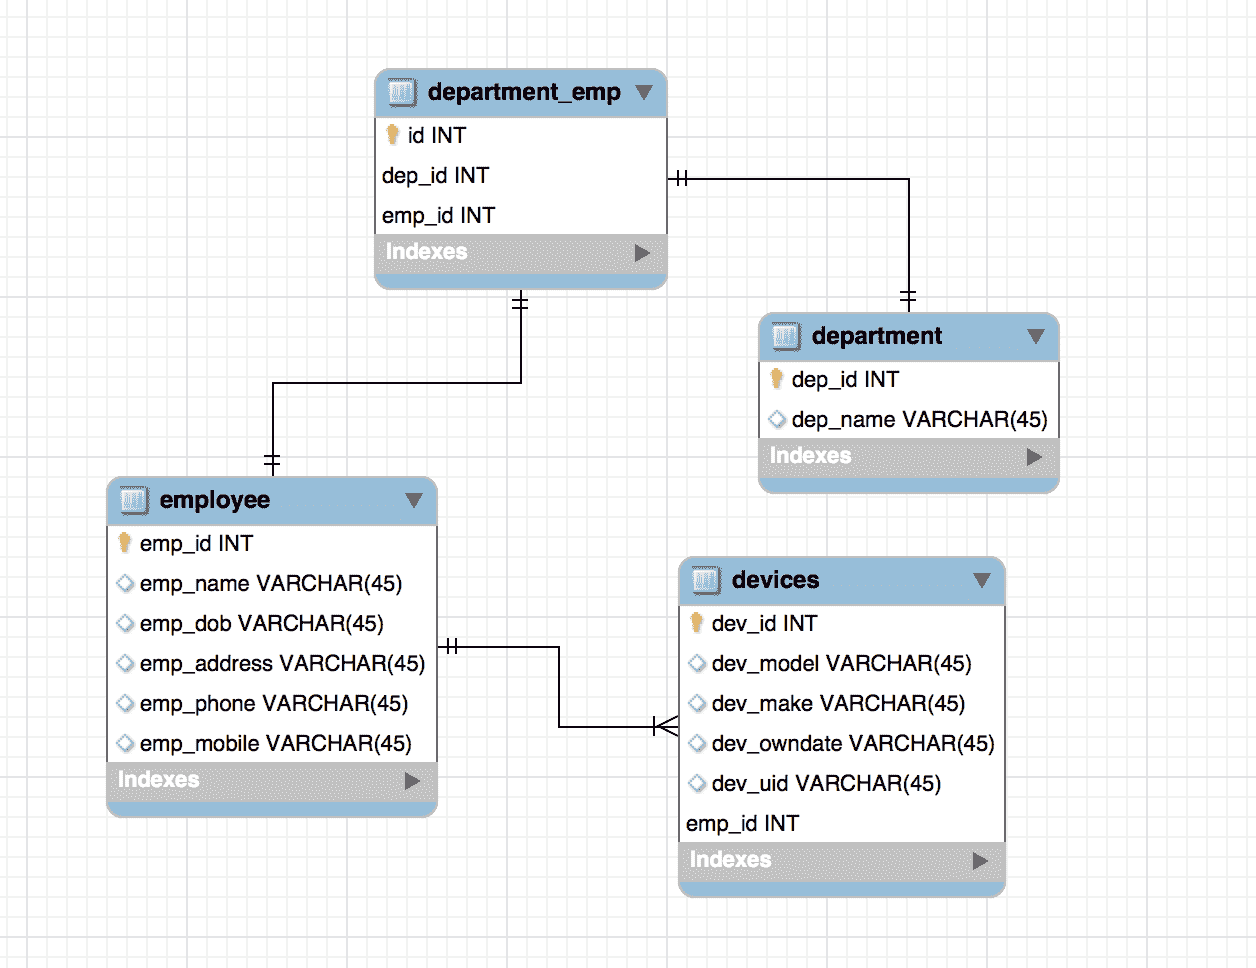 department_emp
id INT
dep_id INT
emp_id INT
Indexes
department
dep_id INT
dep_name VARCHAR(45)
Indexes
employee
emp_id INT
emp_name VARCHAR(45)
emp_dob VARCHAR(45)
emp_address VARCHAR(45)
emp_phone VARCHAR(45)
emp_mobile VARCHAR(45)
Indexes
devices
dev_id INT
dev_model VARCHAR(45)
dev_make VARCHAR(45)
dev_owndate VARCHAR(45)
dev_uid VARCHAR(45)
emp_id INT
Indexes